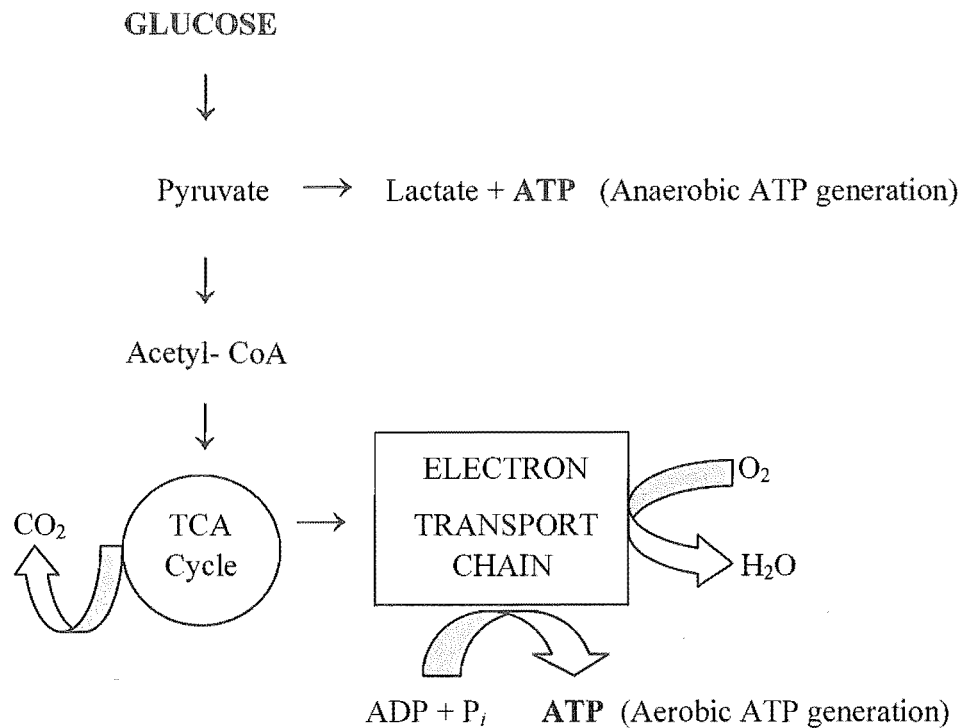 GLUCOSE
Pyruvate → Lactate + ATP (Anaerobic ATP generation)
Acetyl- CoA
ELECTRON
TRANSPORT
CHAIN
TCA
Cycle
CO₂
O₂
H₂O
ADP + Pᵢ ATP (Aerobic ATP generation)